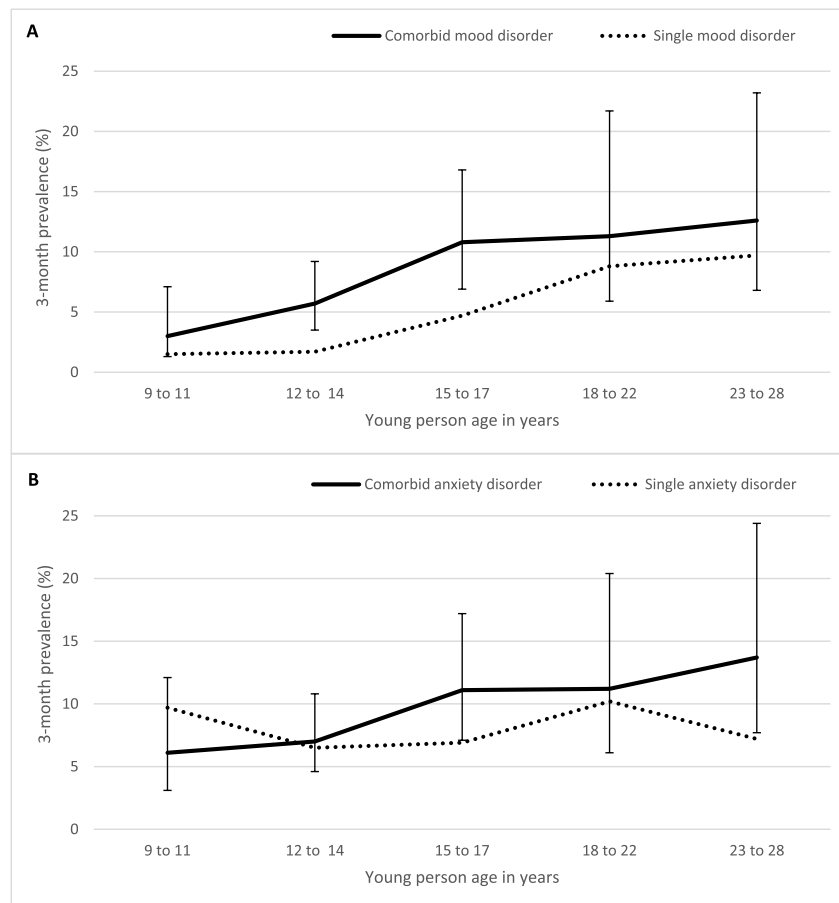 A
Comorbid mood disorder
Single mood disorder
25
20
15
10
5
0
3-month prevalence (%)
9 to 11
12 to 14
15 to 17
18 to 22
23 to 28
Young person age in years
B
Comorbid anxiety disorder
Single anxiety disorder
25
20
15
10
5
0
3-month prevalence (%)
9 to 11
12 to 14
15 to 17
18 to 22
23 to 28
Young person age in years